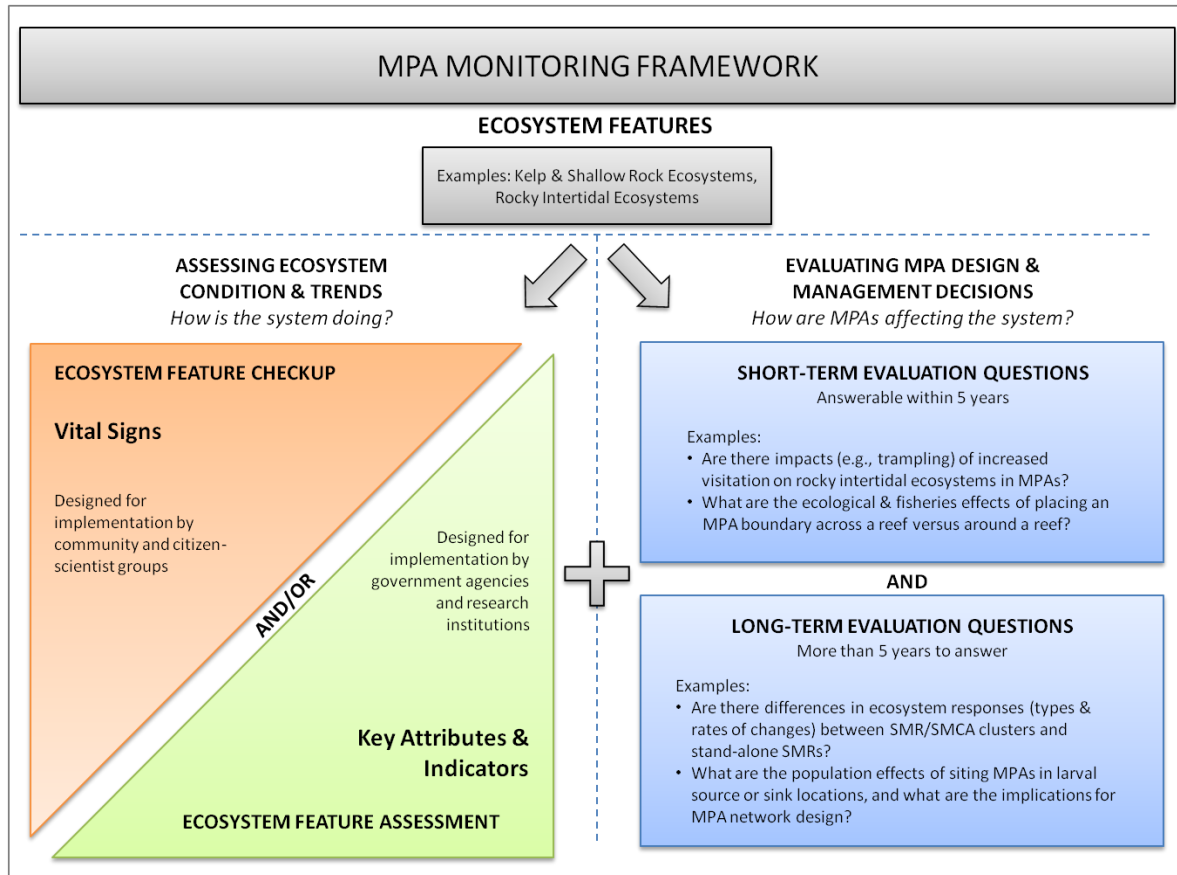 MPA MONITORING FRAMEWORK
ECOSYSTEM FEATURES
Examples: Kelp & Shallow Rock Ecosystems,
Rocky Intertidal Ecosystems
ASSESSING ECOSYSTEM
CONDITION & TRENDS
How is the system doing?
ECOSYSTEM FEATURE CHECKUP
Vital Signs
Designed for
implementation by
community and citizen-
scientist groups
AND/OR
Designed for
implementation by
government agencies
and research
institutions
Key Attributes &
Indicators
ECOSYSTEM FEATURE ASSESSMENT
EVALUATING MPA DESIGN &
MANAGEMENT DECISIONS
How are MPAs affecting the system?
SHORT-TERM EVALUATION QUESTIONS
Answerable within 5 years
Examples:
• Are there impacts (e.g., trampling) of increased
visitation on rocky intertidal ecosystems in MPAs?
• What are the ecological & fisheries effects of placing an
MPA boundary across a reef versus around a reef?
AND
LONG-TERM EVALUATION QUESTIONS
More than 5 years to answer
Examples:
• Are there differences in ecosystem responses (types &
rates of changes) between SMR/SMCA clusters and
stand-alone SMRs?
• What are the population effects of siting MPAs in larval
source or sink locations, and what are the implications for
MPA network design?